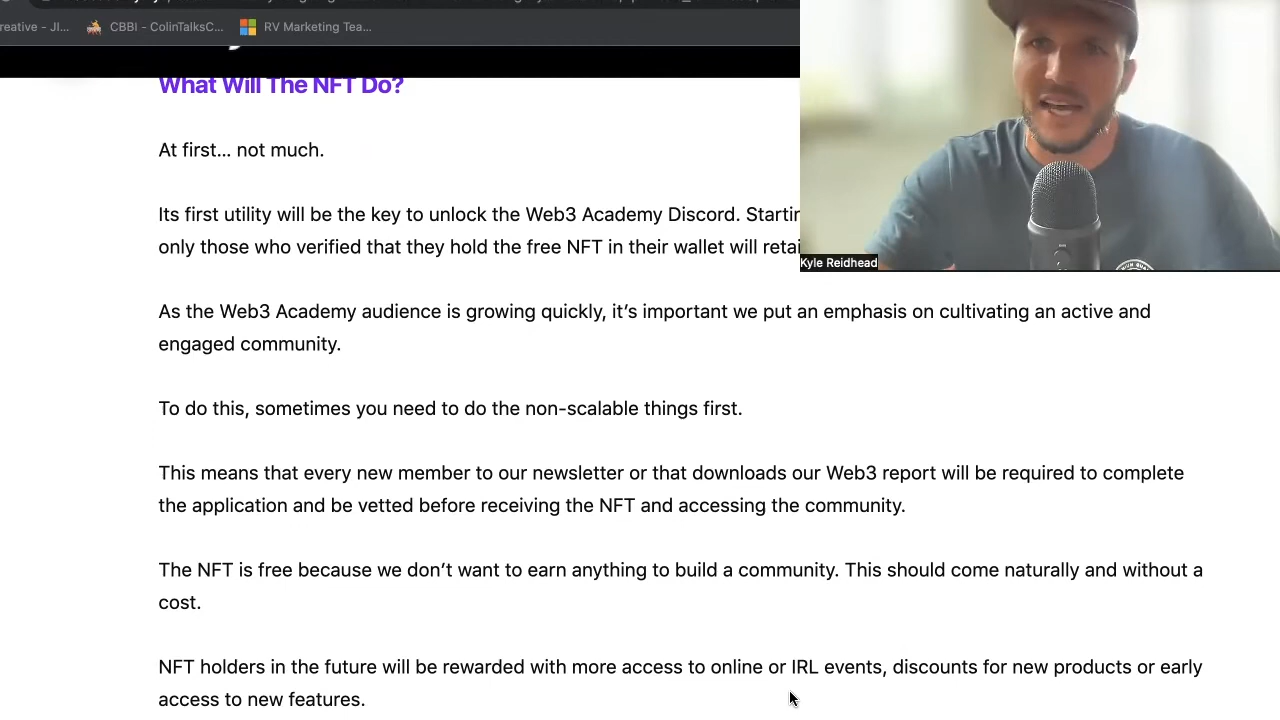 reative - JI...
CBBI - ColinTalksC...
RV Marketing Tea...
What Will The NFT Do?
At first... not much.
Its first utility will be the key to unlock the Web3 Academy Discord.
only those who verified that they hold the free NFT in their wallet will
Kyle Reidhead
As the Web3 Academy audience is growing quickly, it’s important we put an emphasis on cultivating an active and
engaged community.
To do this, sometimes you need to do the non-scalable things first.
This means that every new member to our newsletter or that downloads our Web3 report will be required to complete
the application and be vetted before receiving the NFT and accessing the community.
The NFT is free because we don’t want to earn anything to build a community. This should come naturally and without a
cost.
NFT holders in the future will be rewarded with more access to online or IRL events, discounts for new products or early
access to new features.